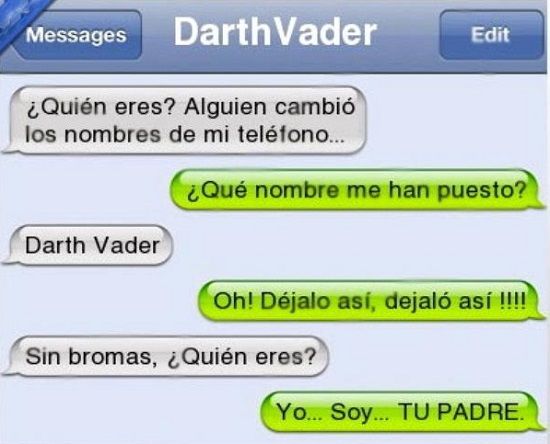 Messages
DarthVader
Edit
¿Quién eres? Alguien cambió
los nombres de mi teléfono...
¿Qué nombre me han puesto?
Darth Vader
Oh! Déjalo así, dejaló así !!!!
Sin bromas, ¿Quién eres?
Yo... Soy... TU PADRE.